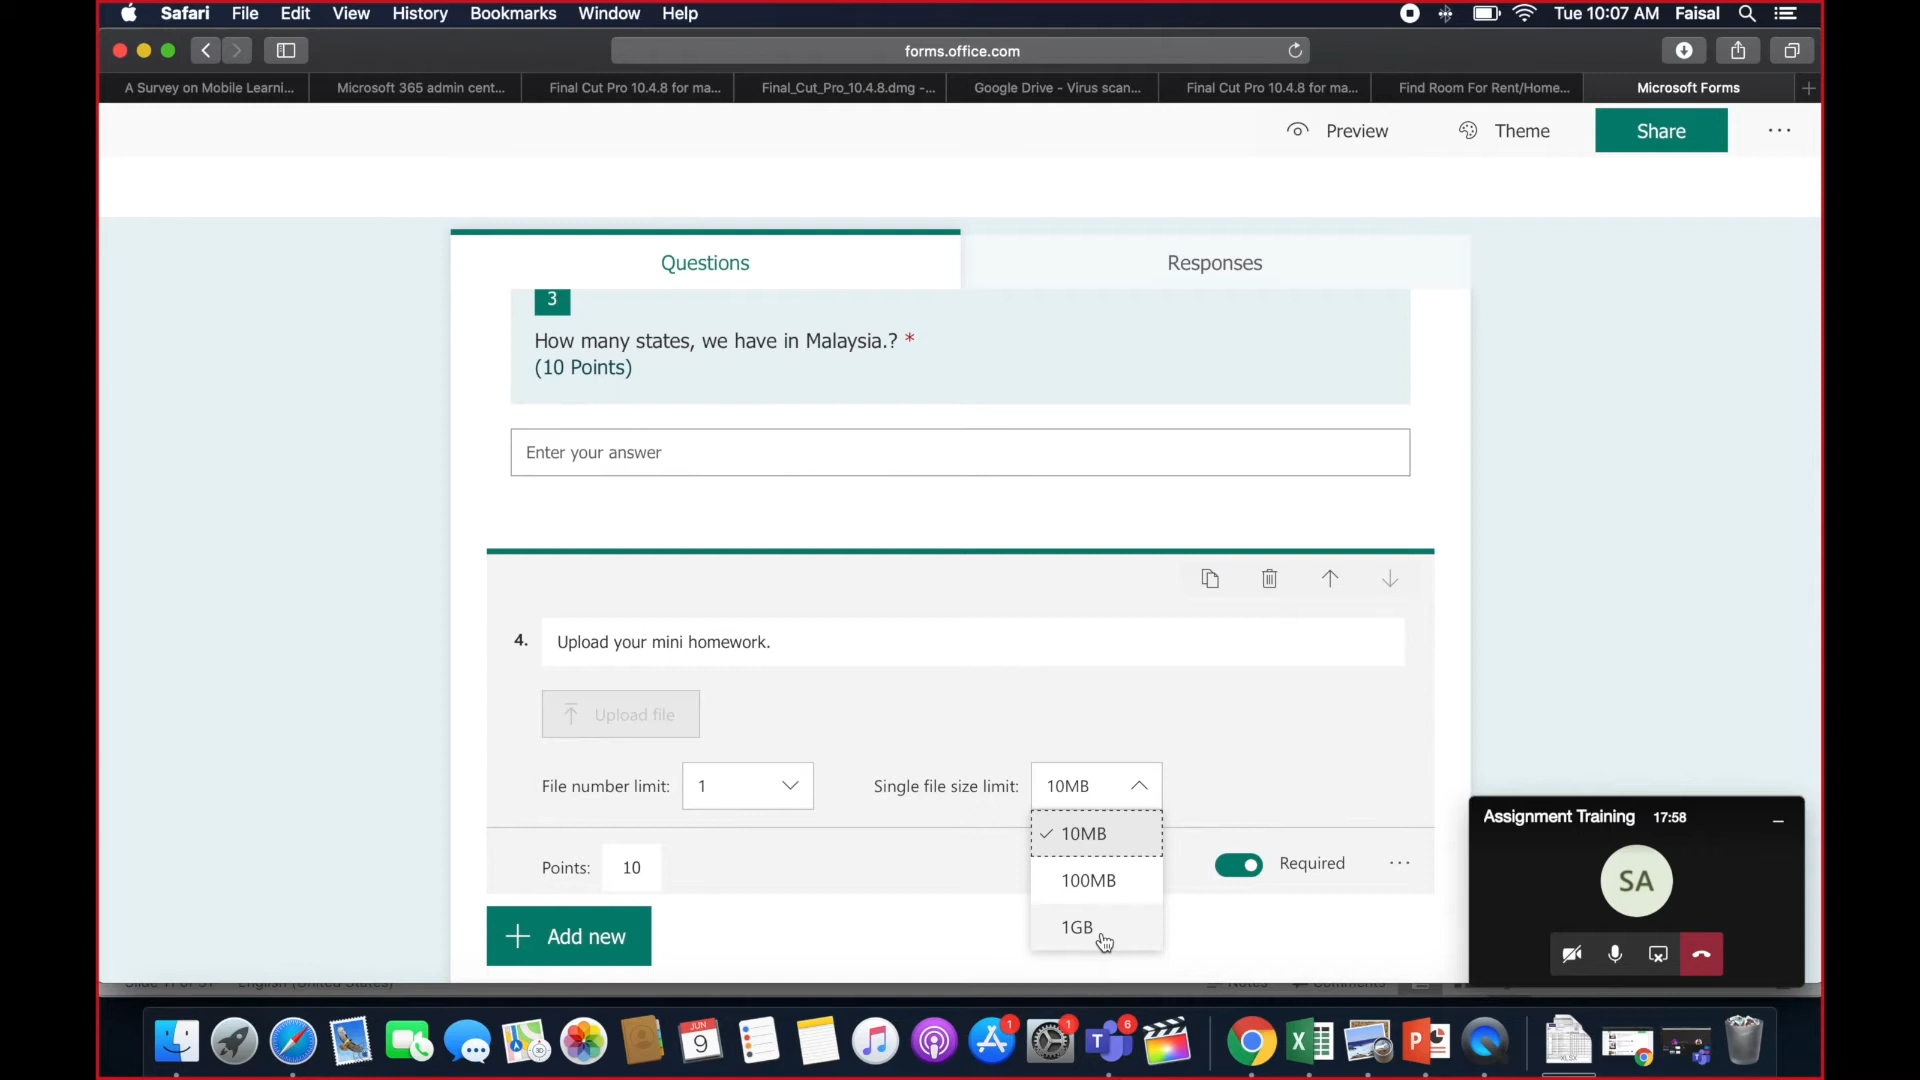 Safari File Edit View History Bookmarks Window Help Tue 10:07 AM Faisal
forms.office.com
A Survey on Mobile Learni... Microsoft 365 admin cent... Final Cut Pro 10.4.8 for ma... Final_Cut_Pro_10.4.8.dmg -... Google Drive - Virus scan... Final Cut Pro 10.4.8 for ma... Find Room For Rent/Home... Microsoft Forms
Preview Theme Share
Questions Responses
3
How many states, we have in Malaysia.? *
(10 Points)
Enter your answer
4. Upload your mini homework.
Upload file
File number limit: 1 Single file size limit: 10MB
10MB
100MB
1GB
Points: 10 Required
Add new
Assignment Training 17:58
SA
JUN
9
3D
1
1
6
XLSX